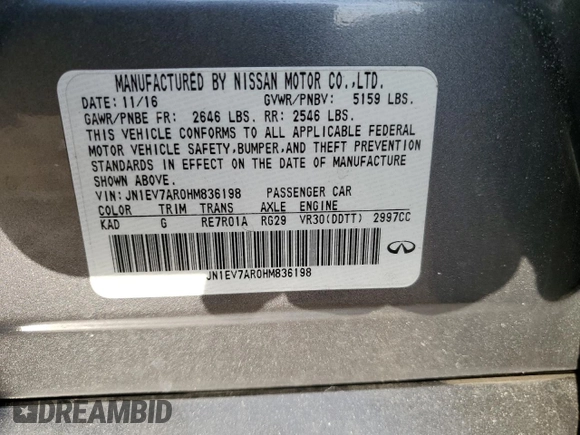 MANUFACTURED BY NISSAN MOTOR CO.,LTD.
DATE: 11/16 GVWR/PNBV: 5159 LBS.
GAWR/PNBE FR: 2646 LBS. RR: 2546 LBS.
THIS VEHICLE CONFORMS TO ALL APPLICABLE FEDERAL
MOTOR VEHICLE SAFETY,BUMPER,AND THEFT PREVENTION
STANDARDS IN EFFECT ON THE DATE OF MANUFACTURE
SHOWN ABOVE.
VIN: JN1EV7AR0HM836198 PASSENGER CAR
COLOR TRIM TRANS AXLE ENGINE
KAD G RE7R01A RG29 VR30(DDTT) 2997CC
JN1EV7AR0HM836198
DREAMBID